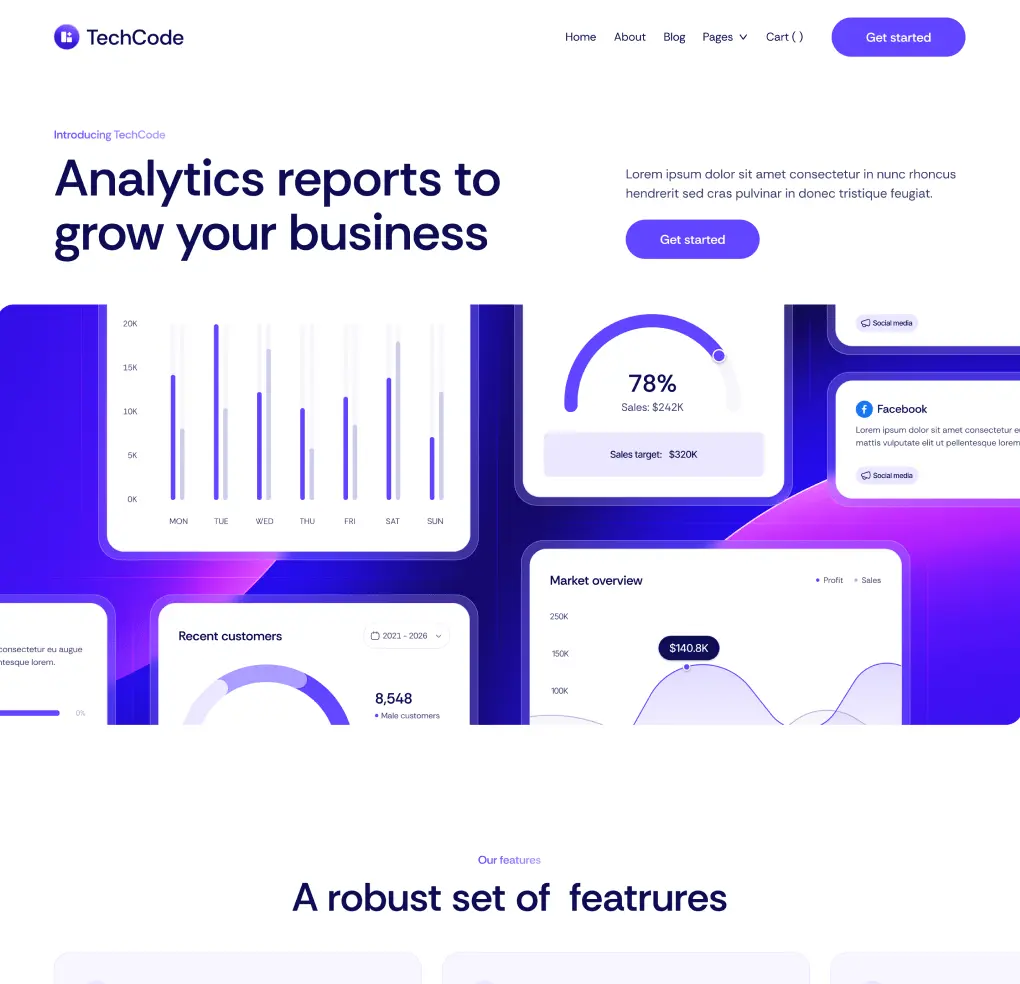 TechCode
Home About Blog Pages Cart ( ) Get started
Introducing TechCode
Analytics reports to
grow your business
Lorem ipsum dolor sit amet consectetur in nunc rhoncus
hendrerit sed cras pulvinar in donec tristique feugiat.
Get started
20K
15K
10K
5K
0K
MON TUE WED THU FRI SAT SUN
78%
Sales: $242K
Sales target: $320K
Social media
Facebook
Lorem ipsum dolor sit amet consectetur
mattis vulputate elit ut pellentesque lorem
Social media
consectetur eu augue
ntesque lorem.
0%
Recent customers
2021 - 2026
8,548
Male customers
Market overview
Profit Sales
250K
150K
100K
$140.8K
Our features
A robust set of featrures